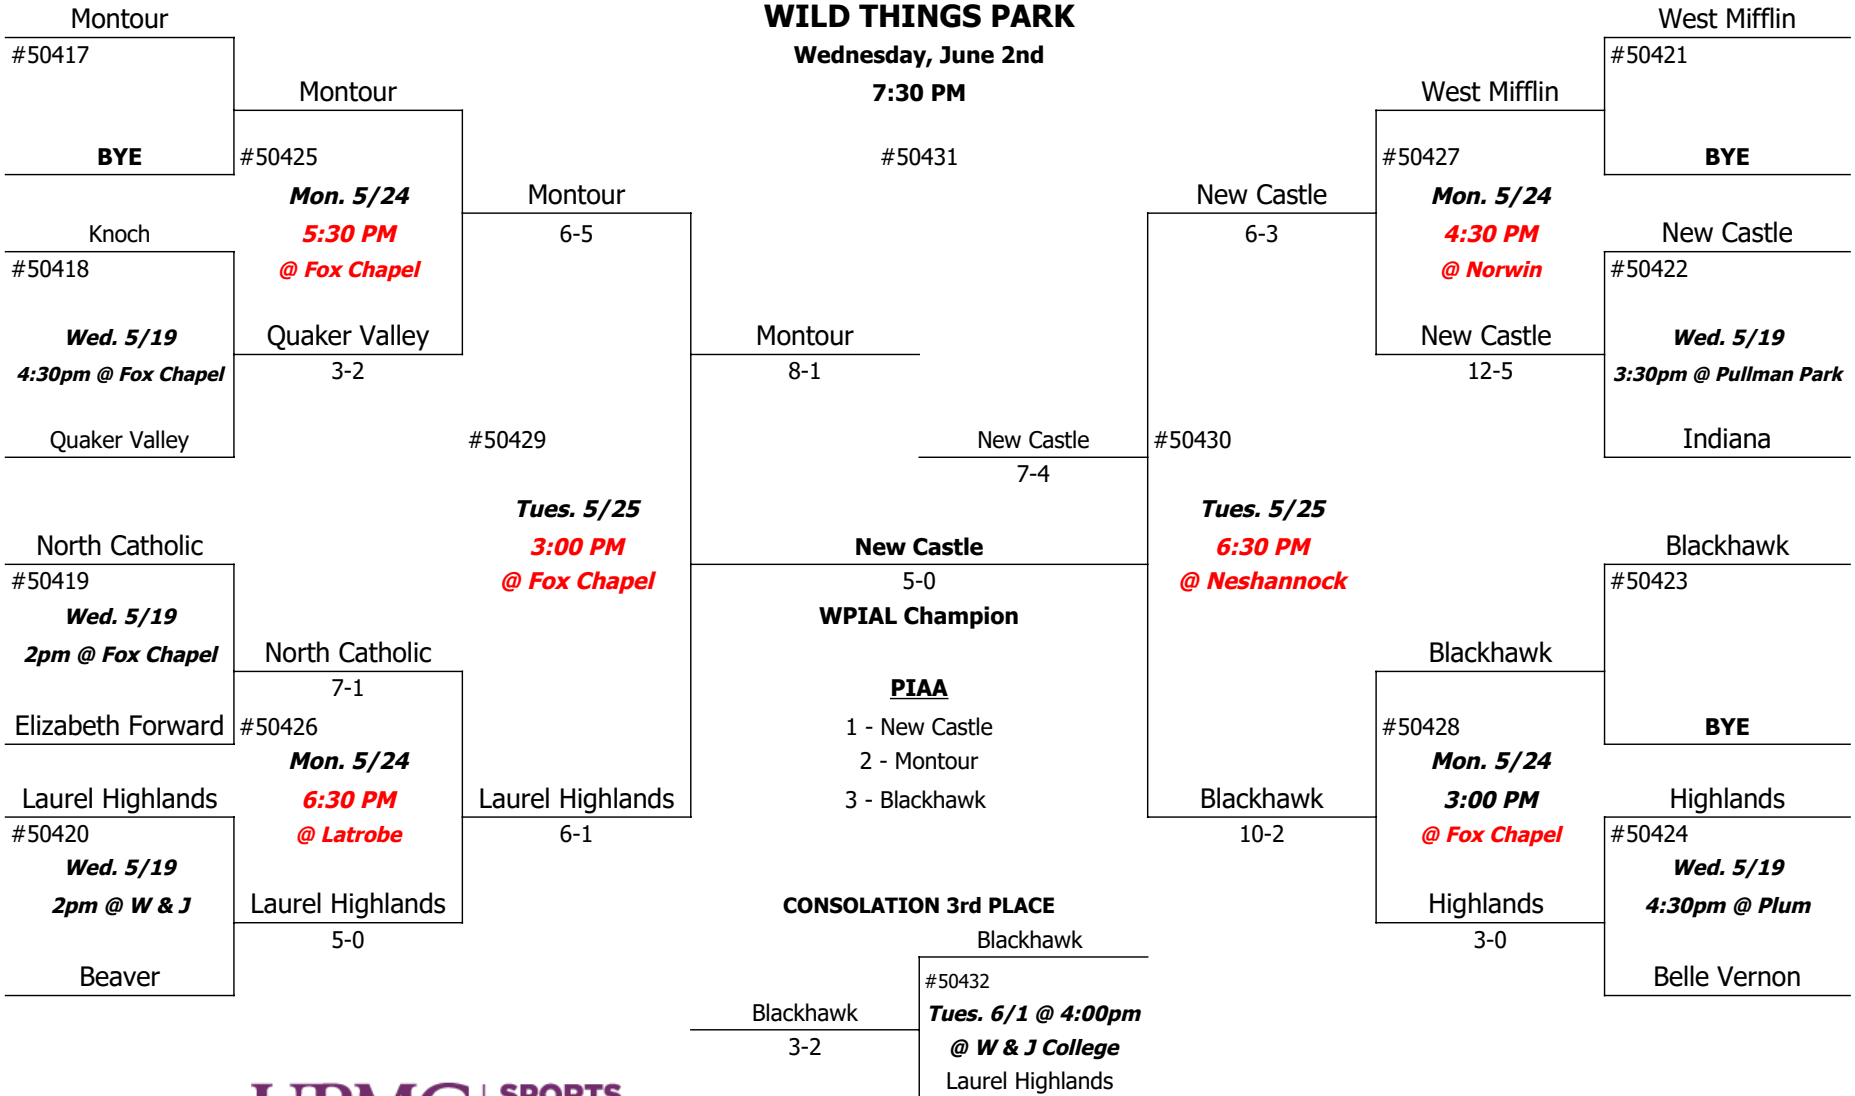 WILD THINGS PARK
Wednesday, June 2nd
7:30 PM
#50431
Montour
#50417
BYE
Knoch
#50418
Wed. 5/19
4:30pm @ Fox Chapel
Quaker Valley
North Catholic
#50419
Wed. 5/19
2pm @ Fox Chapel
Elizabeth Forward
Laurel Highlands
#50420
Wed. 5/19
2pm @ W & J
Beaver
Montour
#50425
Mon. 5/24
5:30 PM
@ Fox Chapel
Quaker Valley
3-2
North Catholic
7-1
#50426
Mon. 5/24
6:30 PM
@ Latrobe
Laurel Highlands
5-0
Montour
6-5
#50429
Tues. 5/25
3:00 PM
@ Fox Chapel
Laurel Highlands
6-1
Montour
8-1
New Castle
7-4
New Castle
5-0
WPIAL Champion
PIAA
1 - New Castle
2 - Montour
3 - Blackhawk
CONSOLATION 3rd PLACE
Blackhawk
#50432
Tues. 6/1 @ 4:00pm
@ W & J College
Laurel Highlands
Blackhawk
3-2
New Castle
6-3
#50430
Tues. 5/25
6:30 PM
@ Neshannock
Blackhawk
10-2
West Mifflin
#50427
Mon. 5/24
4:30 PM
@ Norwin
New Castle
12-5
Blackhawk
#50428
Mon. 5/24
3:00 PM
@ Fox Chapel
Highlands
3-0
West Mifflin
#50421
BYE
New Castle
#50422
Wed. 5/19
3:30pm @ Pullman Park
Indiana
Blackhawk
#50423
BYE
Highlands
#50424
Wed. 5/19
4:30pm @ Plum
Belle Vernon
UPMC SPORTS